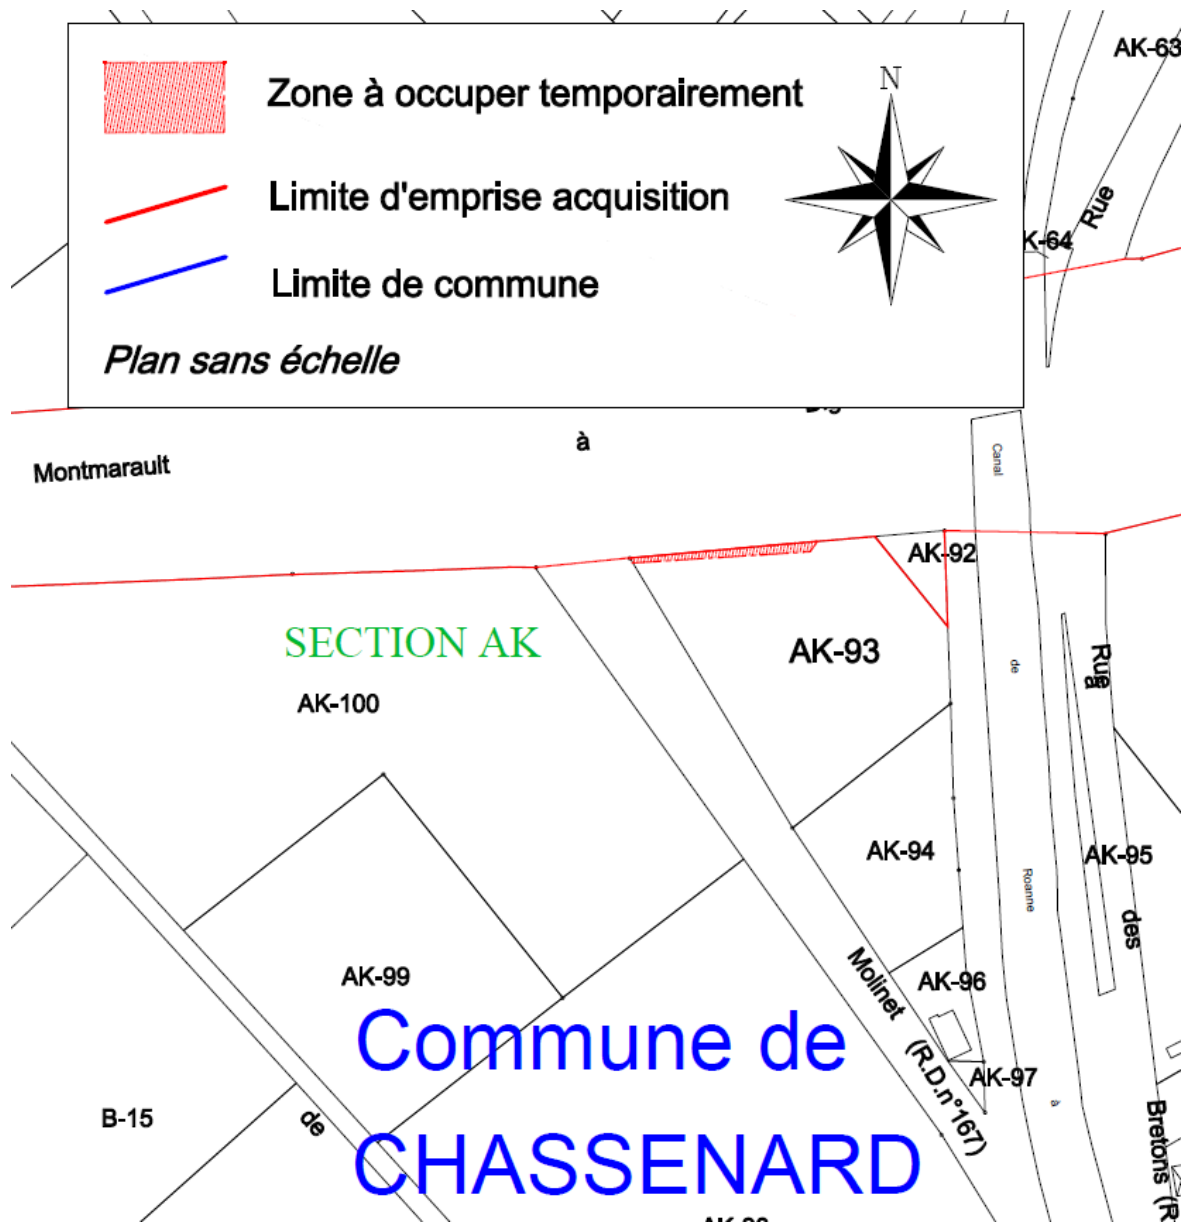 AK-63
Zone à occuper temporairement
N
Limite d'emprise acquisition
Rue
K-64
Limite de commune
Plan sans échelle
à
Montmarault
Canal
AK-92
SECTION AK
AK-93
de
Rue
à
AK-100
AK-94
AK-95
Roanne
des
AK-99
Molinet (R.D.n°167)
AK-96
Commune de
AK-97
B-15
de
à
Bretons (R
CHASSENARD